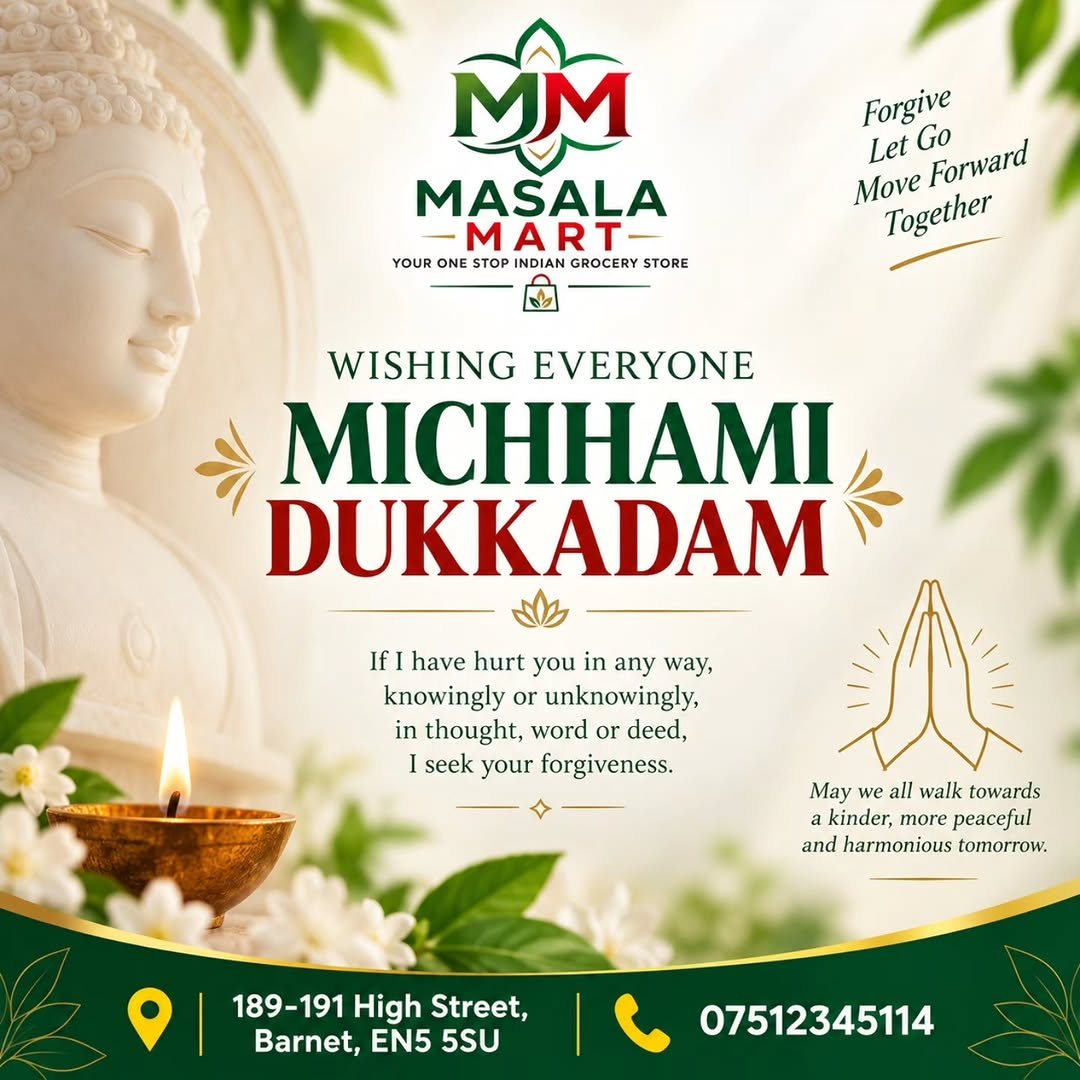 MM
MASALA
MART
YOUR ONE STOP INDIAN GROCERY STORE
Forgive
Let Go
Move Forward
Together
WISHING EVERYONE
MICHHAMI
DUKKADAM
If I have hurt you in any way,
knowingly or unknowingly,
in thought, word or deed,
I seek your forgiveness.
May we all walk towards
a kinder, more peaceful
and harmonious tomorrow.
189-191 High Street,
Barnet, EN5 5SU
07512345114